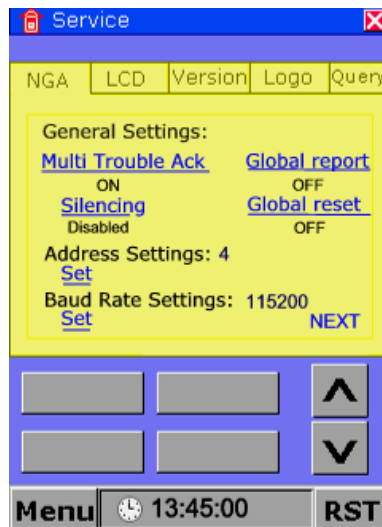 Service
NGA LCD Version Logo Query
General Settings:
Multi Trouble Ack Global report
ON OFF
Silencing Global reset
Disabled OFF
Address Settings: 4
Set
Baud Rate Settings: 115200
Set NEXT
Menu 13:45:00 RST